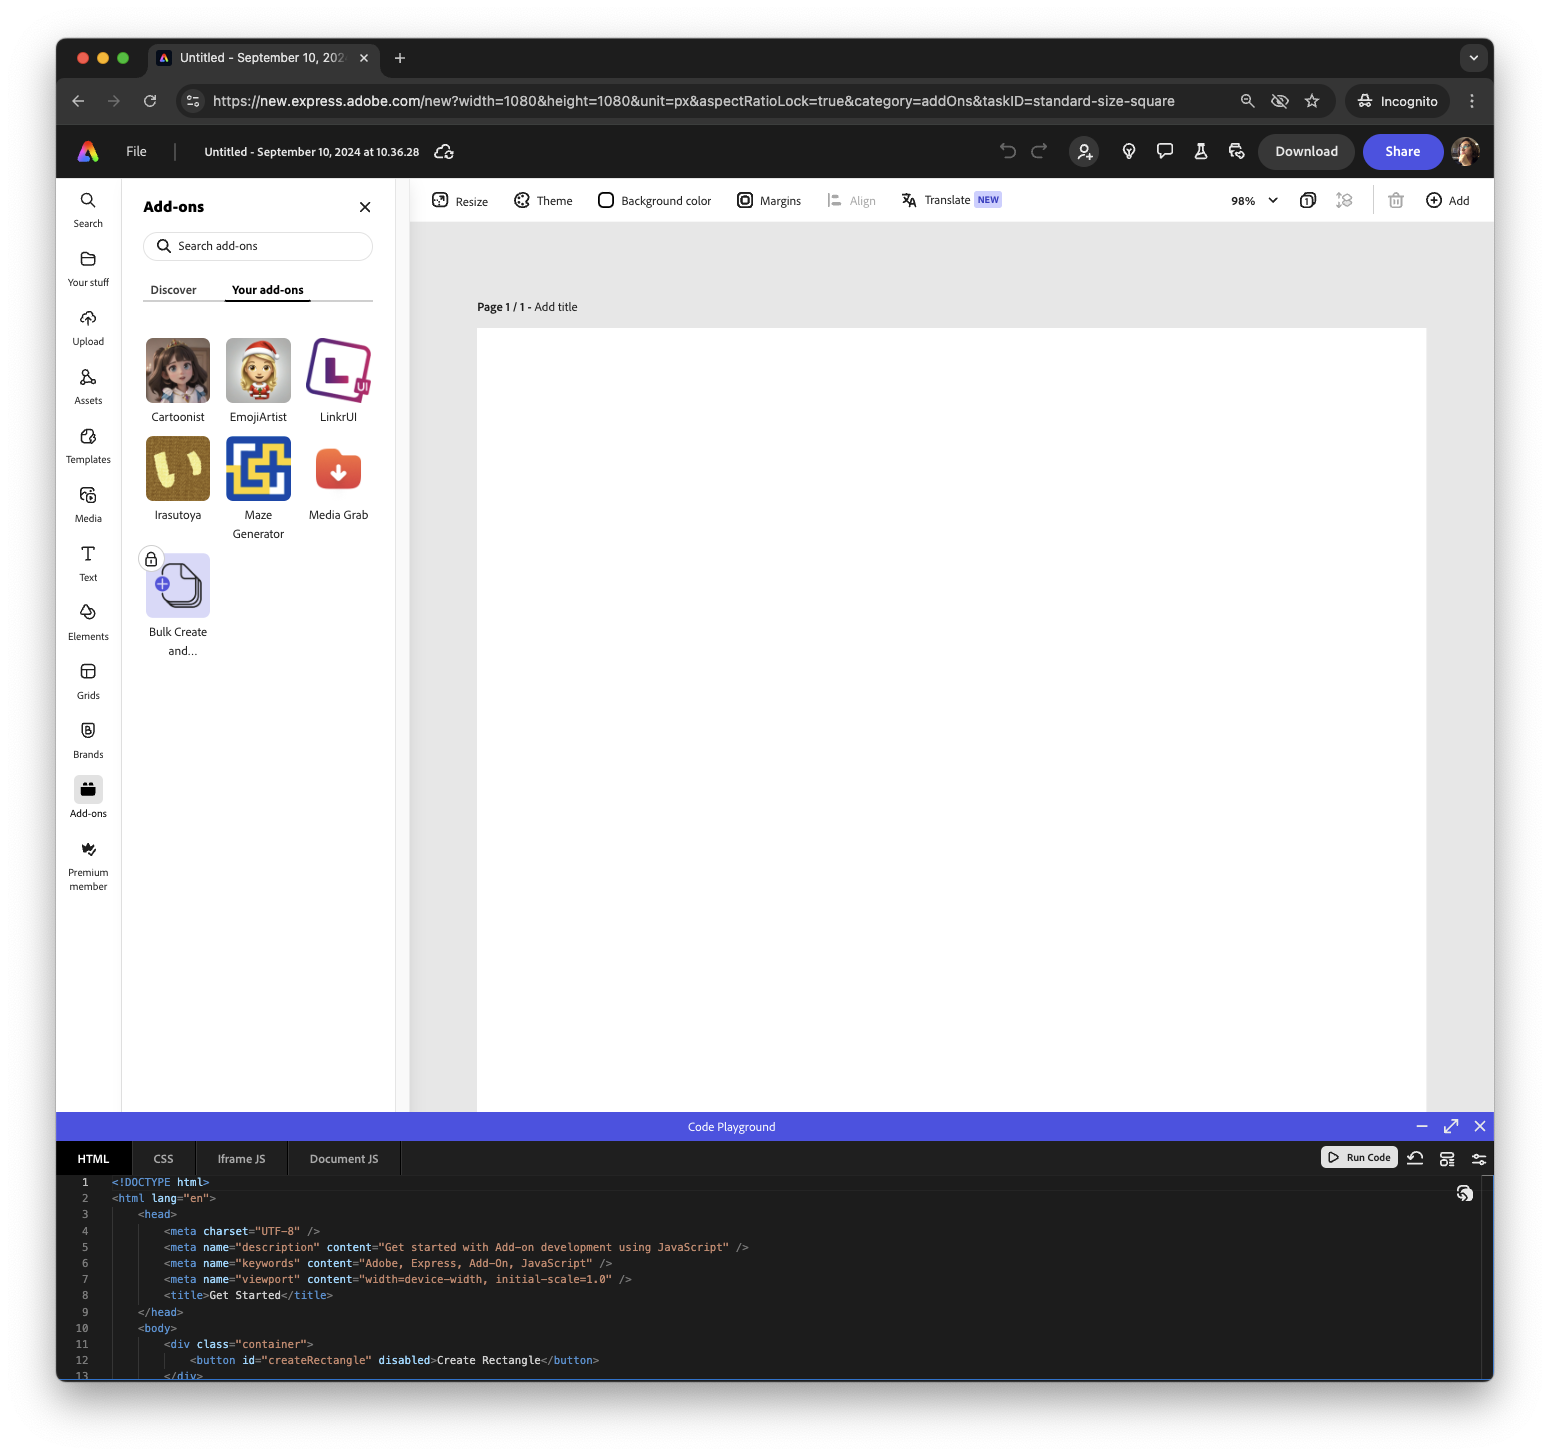 Untitled - September 10, 202
https://new.express.adobe.com/new?width=1080&height=1080&unit=px&aspectRatioLock=true&category=addOns&taskID=standard-size-square
Incognito
File
Untitled - September 10, 2024 at 10.36.28
Download
Share
Search
Your stuff
Upload
Assets
Templates
Media
Text
Elements
Grids
Brands
Add-ons
Premium
member
Add-ons
Search add-ons
Discover
Your add-ons
Cartoonist
EmojiArtist
L
UI
LinkrUI
い
Irasutoya
Maze
Generator
Media Grab
Bulk Create
and...
Resize
Theme
Background color
Margins
Align
Translate NEW
98%
1
Add
Page 1 / 1 - Add title
Code Playground
HTML
CSS
Iframe JS
Document JS
Run Code
1 <!DOCTYPE html>
2 <html lang="en">
3 <head>
4 <meta charset="UTF-8" />
5 <meta name="description" content="Get started with Add-on development using JavaScript" />
6 <meta name="keywords" content="Adobe, Express, Add-On, JavaScript" />
7 <meta name="viewport" content="width=device-width, initial-scale=1.0" />
8 <title>Get Started</title>
9 </head>
10 <body>
11 <div class="container">
12 <button id="createRectangle" disabled>Create Rectangle</button>
13 </div>